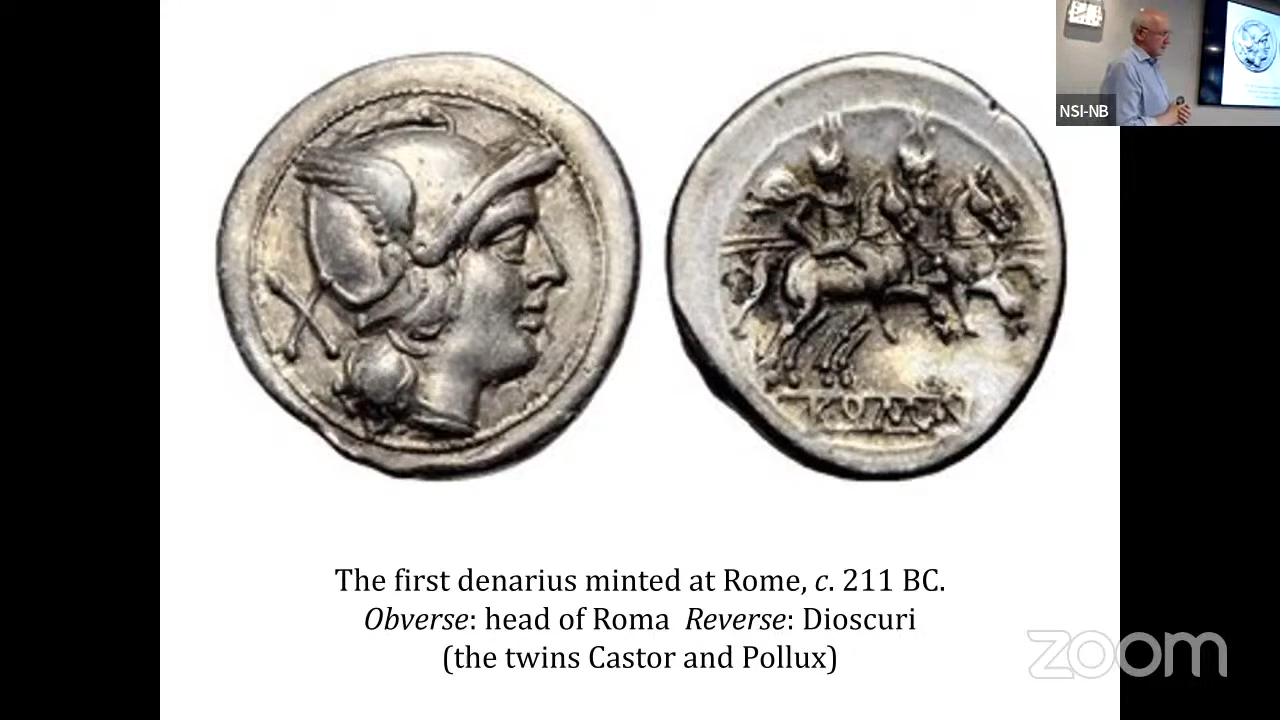 NSI-NB
X
ROMA
The first denarius minted at Rome, c. 211 BC.
Obverse: head of Roma Reverse: Dioscuri
(the twins Castor and Pollux)
zoom